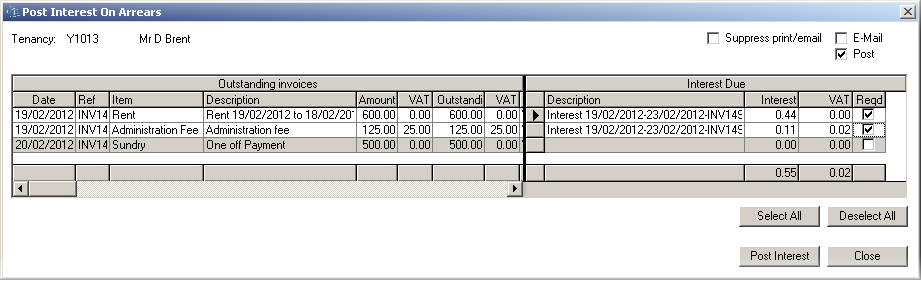 Post Interest On Arrears
Tenancy: Y1013 Mr D Brent
Suppress print/email E-Mail
Post
Outstanding invoices Interest Due
Date Ref Item Description Amount VAT Outstandi VAT Description Interest VAT Reqd
19/02/2012 INV14 Rent Rent 19/02/2012 to 18/02/20 600.00 0.00 600.00 0.00 Interest 19/02/2012-23/02/2012-INV149 0.44 0.00
19/02/2012 INV14 Administration Fee Administration fee 125.00 25.00 125.00 25.00 Interest 19/02/2012-23/02/2012-INV149 0.11 0.02
20/02/2012 INV14 Sundry One off Payment 500.00 0.00 500.00 0.00 0.00 0.00
0.55 0.02
Select All Deselect All
Post Interest Close